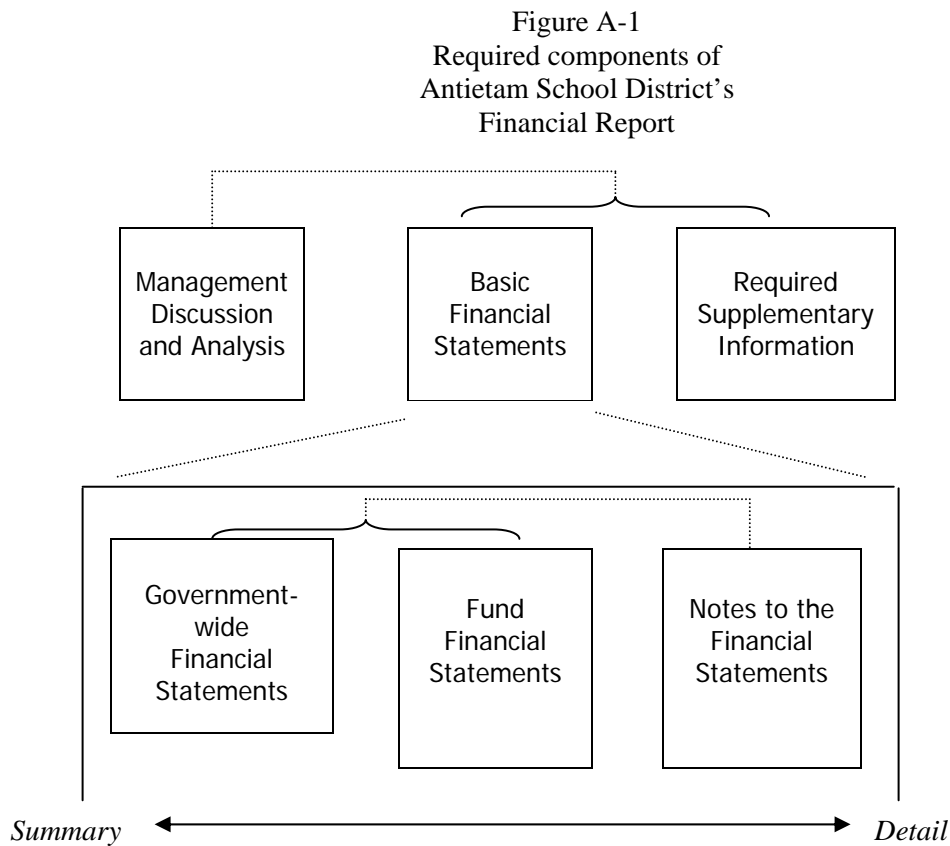 Figure A-1
Required components of
Antietam School District's
Financial Report
Management
Discussion
and Analysis
Basic
Financial
Statements
Required
Supplementary
Information
Government-
wide
Financial
Statements
Fund
Financial
Statements
Notes to the
Financial
Statements
Summary
Detail